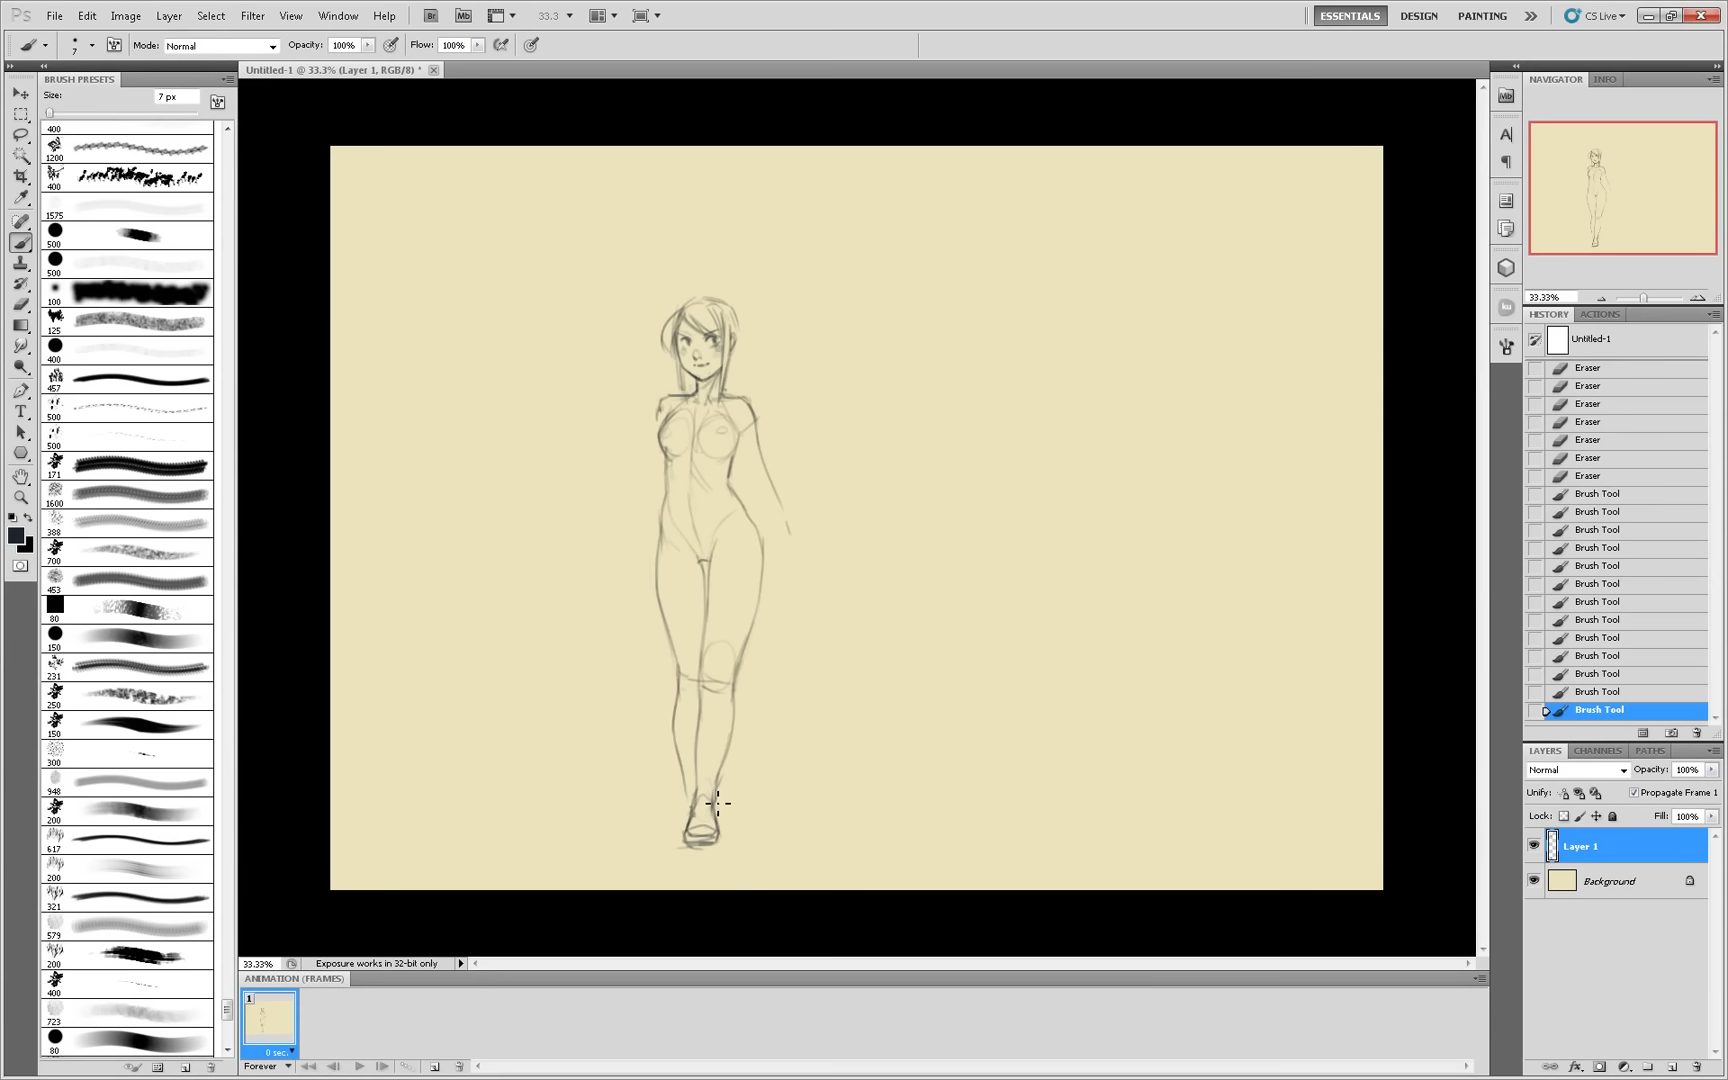 Ps File Edit Image Layer Select Filter View Window Help Br Mb 33.3 ESSENTIALS DESIGN PAINTING CS Live
7 Mode: Normal Opacity: 100% Flow: 100%
BRUSH PRESETS
Size: 7 px
400
1200
400
1575
500
500
100
125
400
457
500
500
171
1600
388
700
453
80
150
231
250
150
300
948
200
617
200
321
579
200
400
723
80
Untitled-1 @ 33.3% (Layer 1, RGB/8) *
33.33% Exposure works in 32-bit only
ANIMATION (FRAMES)
1
0 sec.
Forever
Mb
A
ku
NAVIGATOR INFO
33.33%
HISTORY ACTIONS
Untitled-1
Eraser
Eraser
Eraser
Eraser
Eraser
Eraser
Eraser
Brush Tool
Brush Tool
Brush Tool
Brush Tool
Brush Tool
Brush Tool
Brush Tool
Brush Tool
Brush Tool
Brush Tool
Brush Tool
Brush Tool
Brush Tool
LAYERS CHANNELS PATHS
Normal Opacity: 100%
Unify: Propagate Frame 1
Lock: Fill: 100%
Layer 1
Background
fx